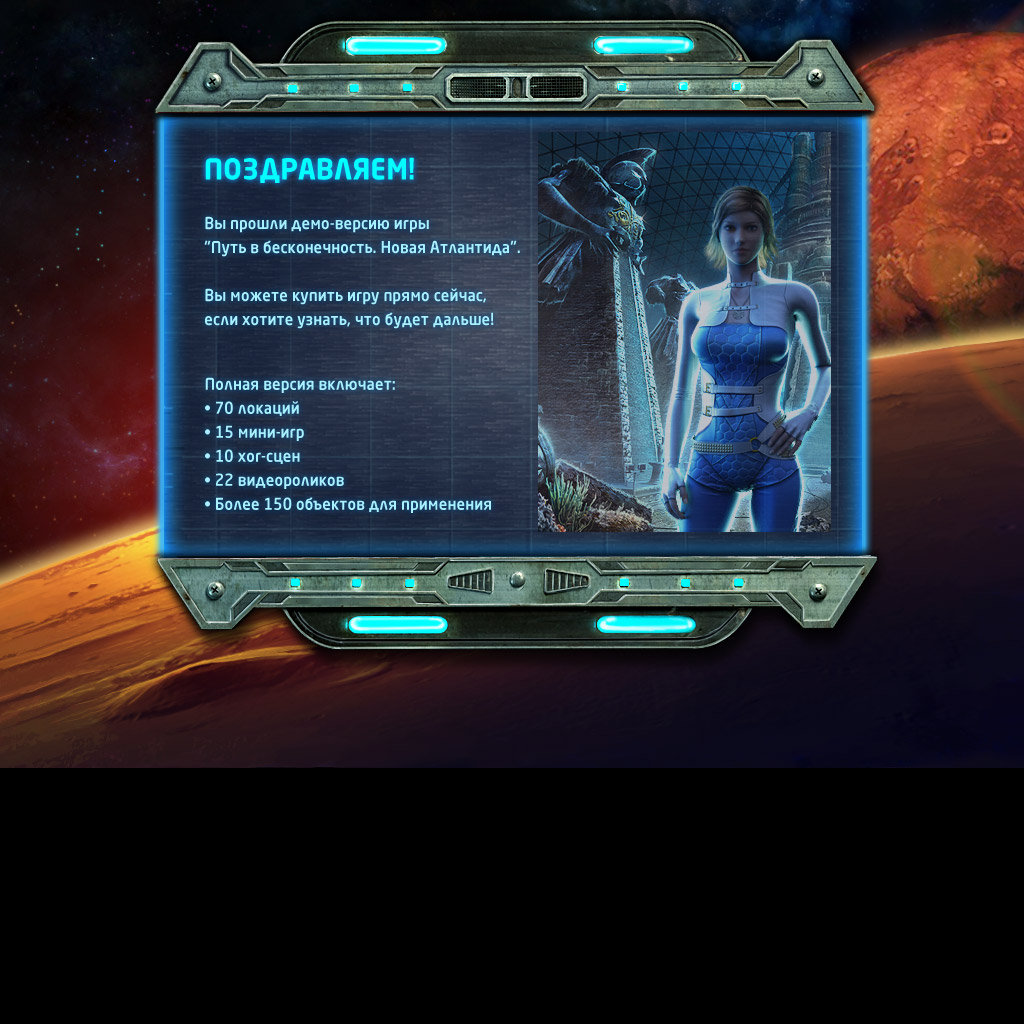 ПОЗДРАВЛЯЕМ!
Вы прошли демо-версию игры
"Путь в бесконечность. Новая Атлантида".
Вы можете купить игру прямо сейчас,
если хотите узнать, что будет дальше!
Полная версия включает:
• 70 локаций
• 15 мини-игр
• 10 хог-сцен
• 22 видеороликов
• Более 150 объектов для применения